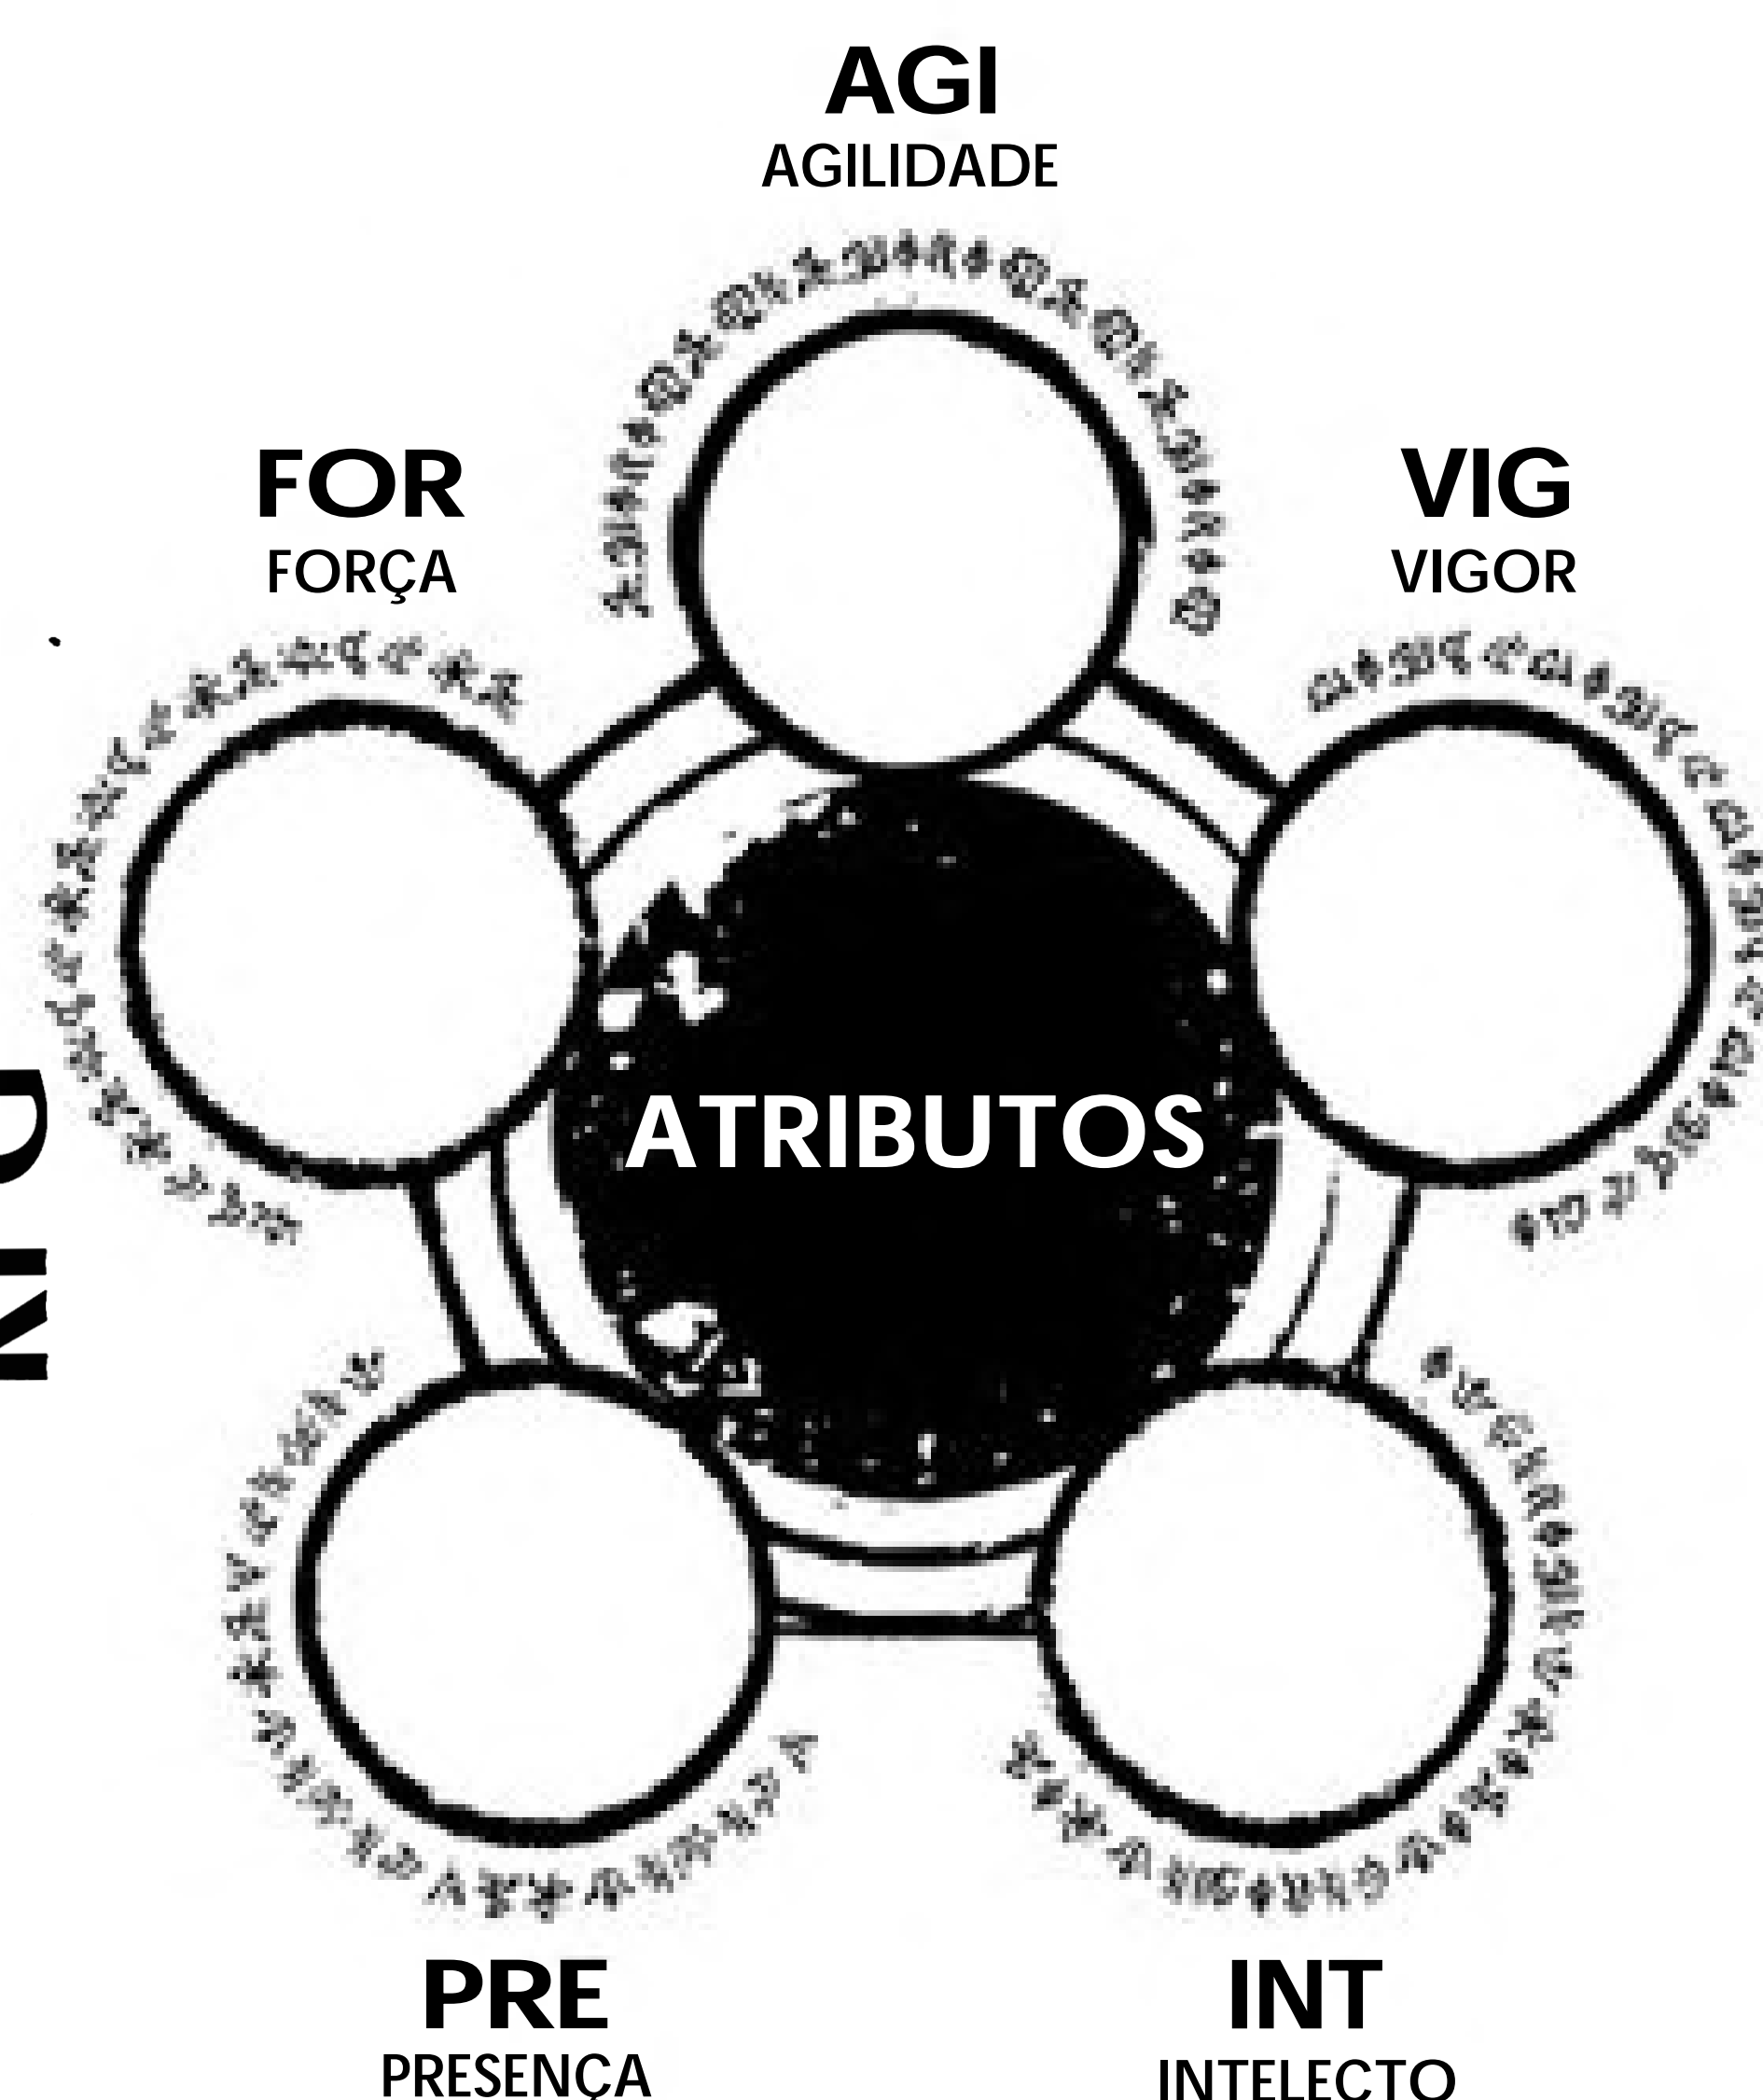 AGI
AGILIDADE
FOR
FORÇA
VIG
VIGOR
ATRIBUTOS
PRE
PRESENÇA
INT
INTELECTO